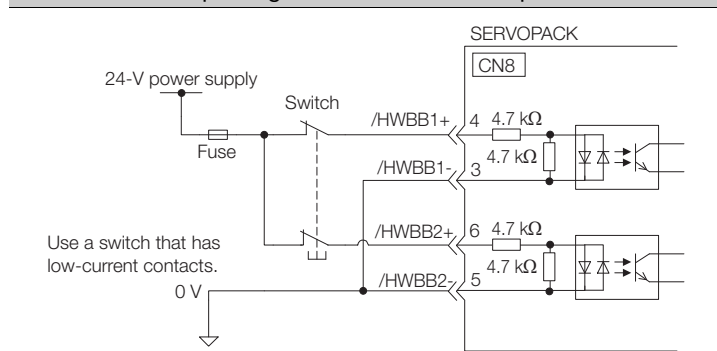 SERVOPACK
CN8
24-V power supply
Switch
Fuse
/HWBB1+
4
4.7 kΩ
4.7 kΩ
/HWBB1-
3
/HWBB2+
6
4.7 kΩ
Use a switch that has
low-current contacts.
4.7 kΩ
/HWBB2-
5
0 V